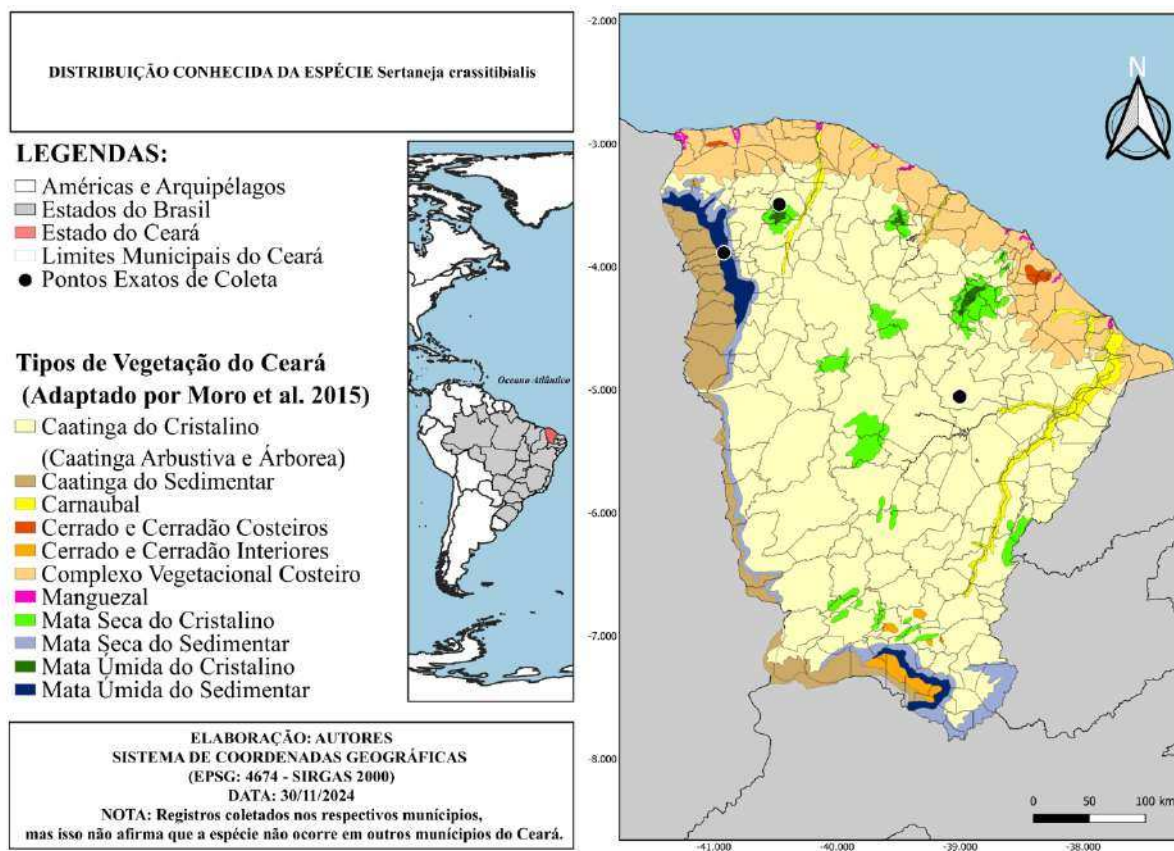 DISTRIBUIÇÃO CONHECIDA DA ESPÉCIE Sertaneja crassitibialis
LEGENDAS:
Américas e Arquipélagos
Estados do Brasil
Estado do Ceará
Limites Municipais do Ceará
Pontos Exatos de Coleta
Tipos de Vegetação do Ceará
(Adaptado por Moro et al. 2015)
Caatinga do Cristalino
(Caatinga Arbustiva e Árborea)
Caatinga do Sedimentar
Carnaubal
Cerrado e Cerradão Costeiros
Cerrado e Cerradão Interiores
Complexo Vegetacional Costeiro
Manguezal
Mata Seca do Cristalino
Mata Seca do Sedimentar
Mata Úmida do Cristalino
Mata Úmida do Sedimentar
ELABORAÇÃO: AUTORES
SISTEMA DE COORDENADAS GEOGRÁFICAS
(EPSG: 4674 - SIRGAS 2000)
DATA: 30/11/2024
NOTA: Registros coletados nos respectivos munícipios,
mas isso não afirma que a espécie não ocorre em outros munícipios do Ceará.
Oceano Atlântico
-2.000
-3.000
-4.000
-5.000
-6.000
-7.000
-8.000
N
0 50 100 km
-41.000 -40.000 -39.000 -38.000